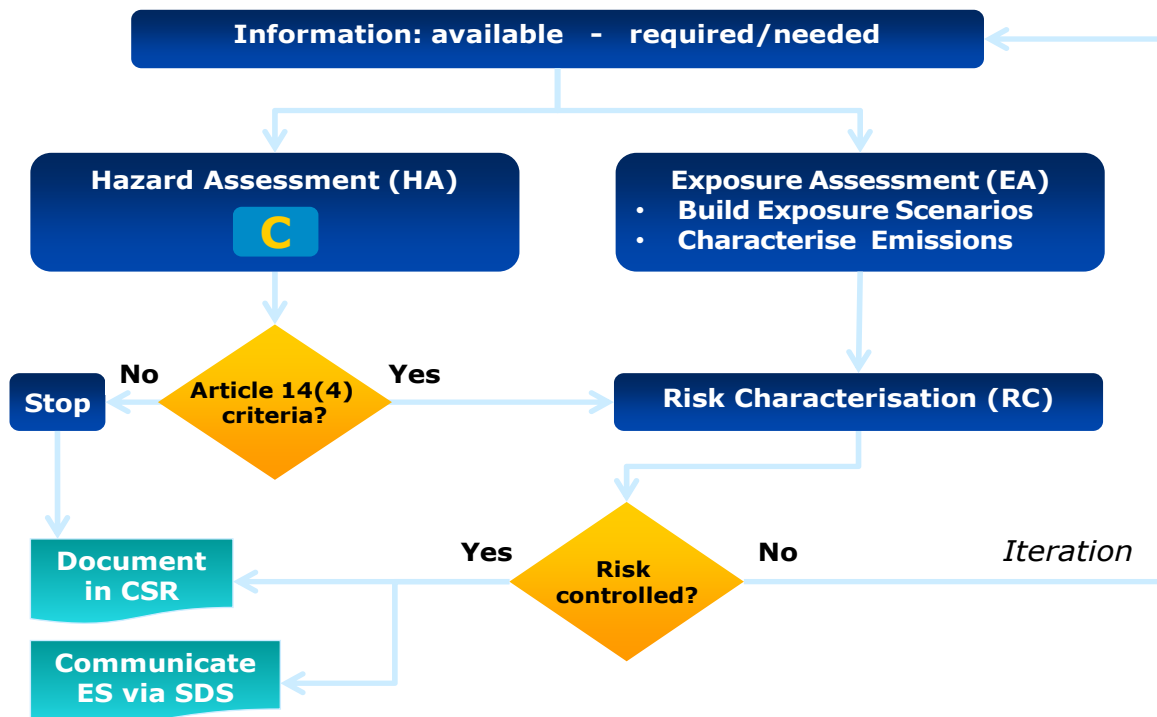 Information: available - required/needed
Hazard Assessment (HA)
C
Exposure Assessment (EA)
• Build Exposure Scenarios
• Characterise Emissions
No
Article 14(4)
criteria?
Yes
Stop
Risk Characterisation (RC)
Document
in CSR
Yes
Risk
controlled?
No
Iteration
Communicate
ES via SDS